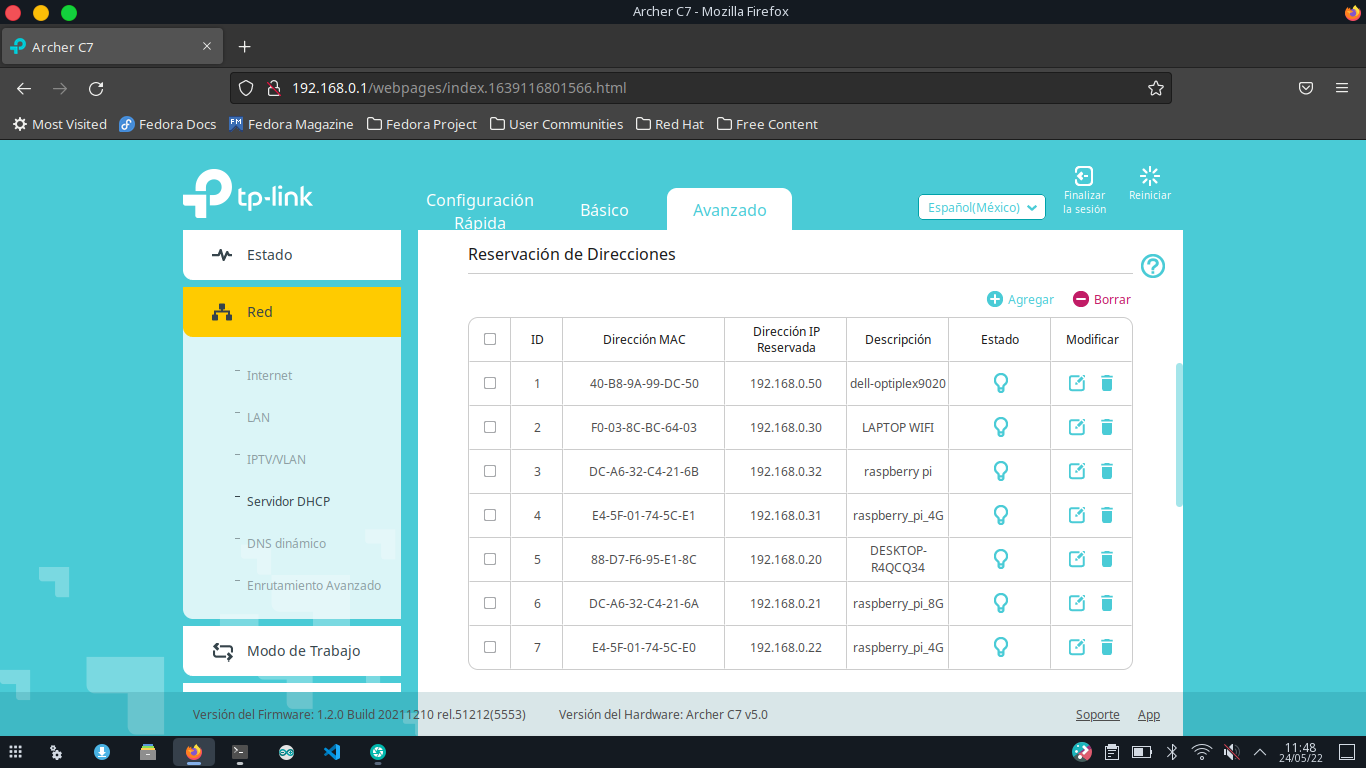 Archer C7 - Mozilla Firefox
Archer C7
192.168.0.1/webpages/index.1639116801566.html
Most Visited Fedora Docs Fedora Magazine Fedora Project User Communities Red Hat Free Content
tp-link
Configuración
Rápida
Básico
Avanzado
Español(México)
Finalizar
la sesión
Reiniciar
Estado
Red
Internet
LAN
IPTV/VLAN
Servidor DHCP
DNS dinámico
Enrutamiento Avanzado
Modo de Trabajo
Reservación de Direcciones
Agregar Borrar
ID Dirección MAC Dirección IP Reservada Descripción Estado Modificar
1 40-B8-9A-99-DC-50 192.168.0.50 dell-optiplex9020
2 F0-03-8C-BC-64-03 192.168.0.30 LAPTOP WIFI
3 DC-A6-32-C4-21-6B 192.168.0.32 raspberry pi
4 E4-5F-01-74-5C-E1 192.168.0.31 raspberry_pi_4G
5 88-D7-F6-95-E1-8C 192.168.0.20 DESKTOP-R4QCQ34
6 DC-A6-32-C4-21-6A 192.168.0.21 raspberry_pi_8G
7 E4-5F-01-74-5C-E0 192.168.0.22 raspberry_pi_4G
Versión del Firmware: 1.2.0 Build 20211210 rel.51212(5553) Versión del Hardware: Archer C7 v5.0 Soporte App
11:48
24/05/22